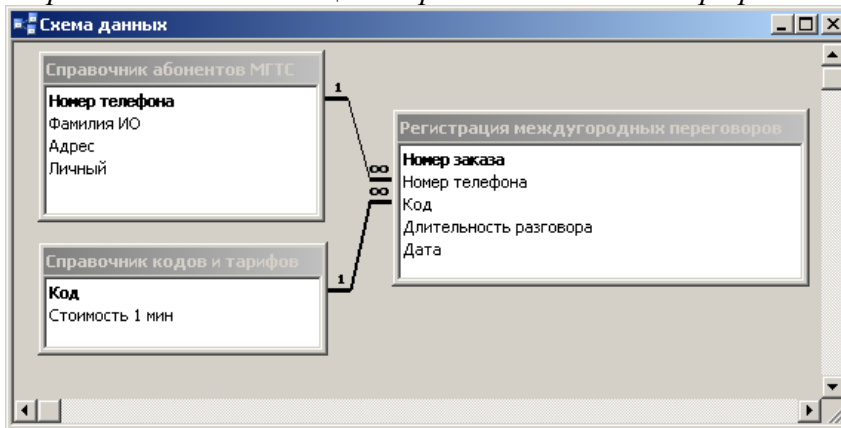 Схема данных
Справочник абонентов МГТС
Номер телефона
Фамилия ИО
Адрес
Личный
1
∞
∞
1
Регистрация междугородных переговоров
Номер заказа
Номер телефона
Код
Длительность разговора
Дата
Справочник кодов и тарифов
Код
Стоимость 1 мин